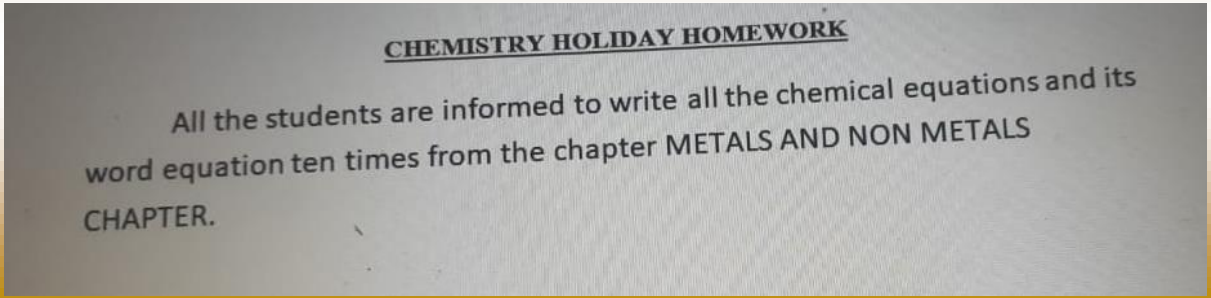 CHEMISTRY HOLIDAY HOMEWORK
All the students are informed to write all the chemical equations and its
word equation ten times from the chapter METALS AND NON METALS
CHAPTER.